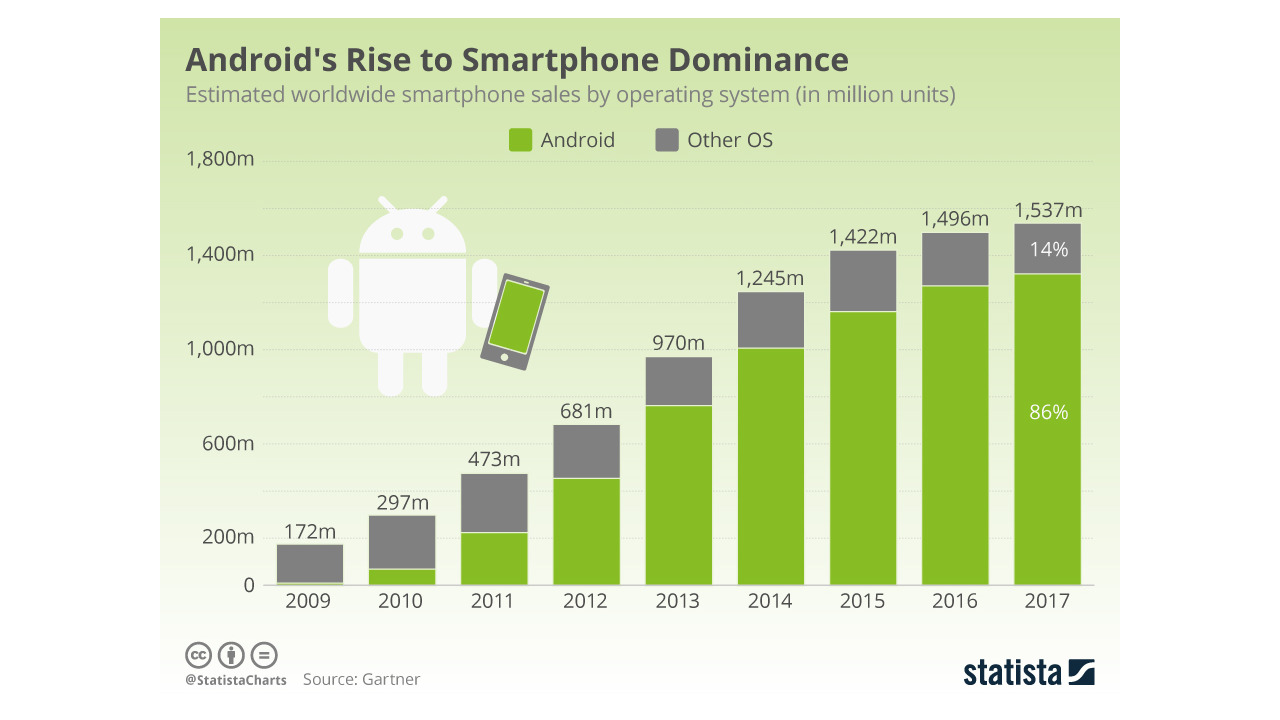 Android's Rise to Smartphone Dominance
Estimated worldwide smartphone sales by operating system (in million units)
Android
Other OS
1,800m
1,400m
1,000m
600m
200m
0
172m
297m
473m
681m
970m
1,245m
1,422m
1,496m
1,537m
14%
86%
2009
2010
2011
2012
2013
2014
2015
2016
2017
cc
@StatistaCharts
Source: Gartner
statista